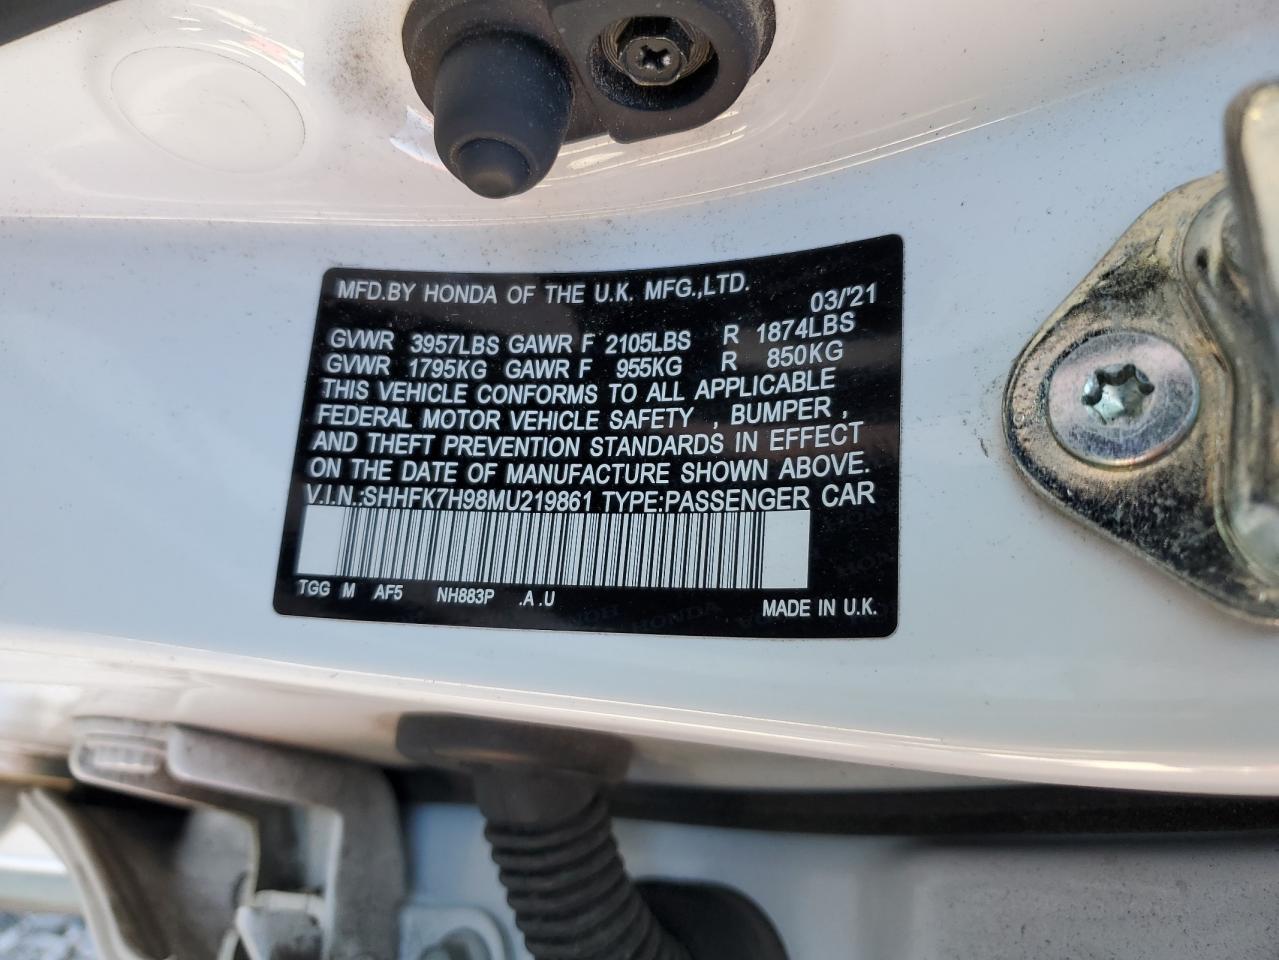 MFD.BY HONDA OF THE U.K. MFG.,LTD.
03/'21
GVWR 3957LBS GAWR F 2105LBS R 1874LBS
GVWR 1795KG GAWR F 955KG R 850KG
THIS VEHICLE CONFORMS TO ALL APPLICABLE
FEDERAL MOTOR VEHICLE SAFETY , BUMPER ,
AND THEFT PREVENTION STANDARDS IN EFFECT
ON THE DATE OF MANUFACTURE SHOWN ABOVE.
V.I.N.:SHHFK7H98MU219861 TYPE:PASSENGER CAR
TGG M AF5 NH883P .A .U
MADE IN U.K.
HONDA